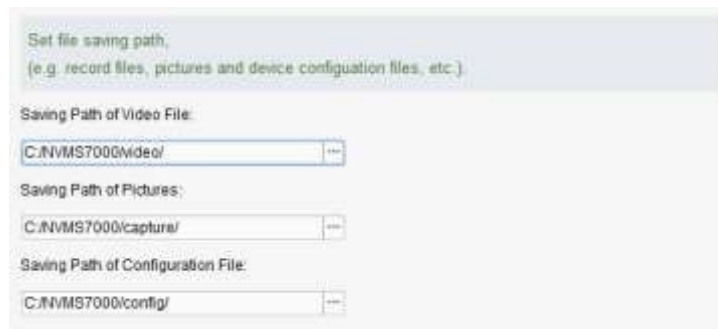 Set file saving path,
(e.g. record files, pictures and device configuation files, etc.).
Saving Path of Video File:
C:/NVMS7000/video/
Saving Path of Pictures:
C:/NVMS7000/capture/
Saving Path of Configuration File:
C:/NVMS7000/config/